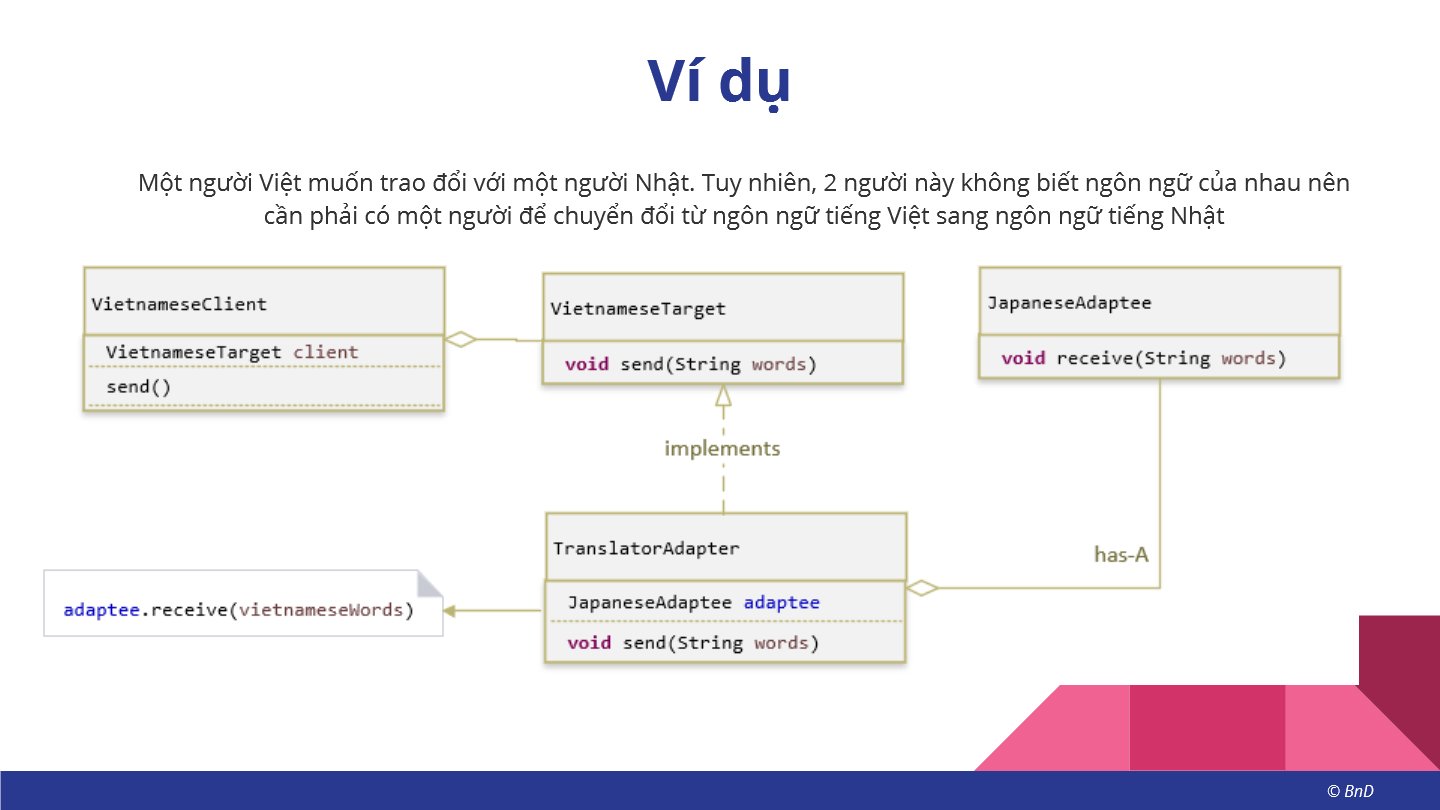 Ví dụ
Một người Việt muốn trao đổi với một người Nhật. Tuy nhiên, 2 người này không biết ngôn ngữ của nhau nên
cần phải có một người để chuyển đổi từ ngôn ngữ tiếng Việt sang ngôn ngữ tiếng Nhật
VietnameseClient
VietnameseTarget client
send()
VietnameseTarget
void send(String words)
JapaneseAdaptee
void receive(String words)
implements
has-A
TranslatorAdapter
JapaneseAdaptee adaptee
void send(String words)
adaptee.receive(vietnameseWords)
© BnD